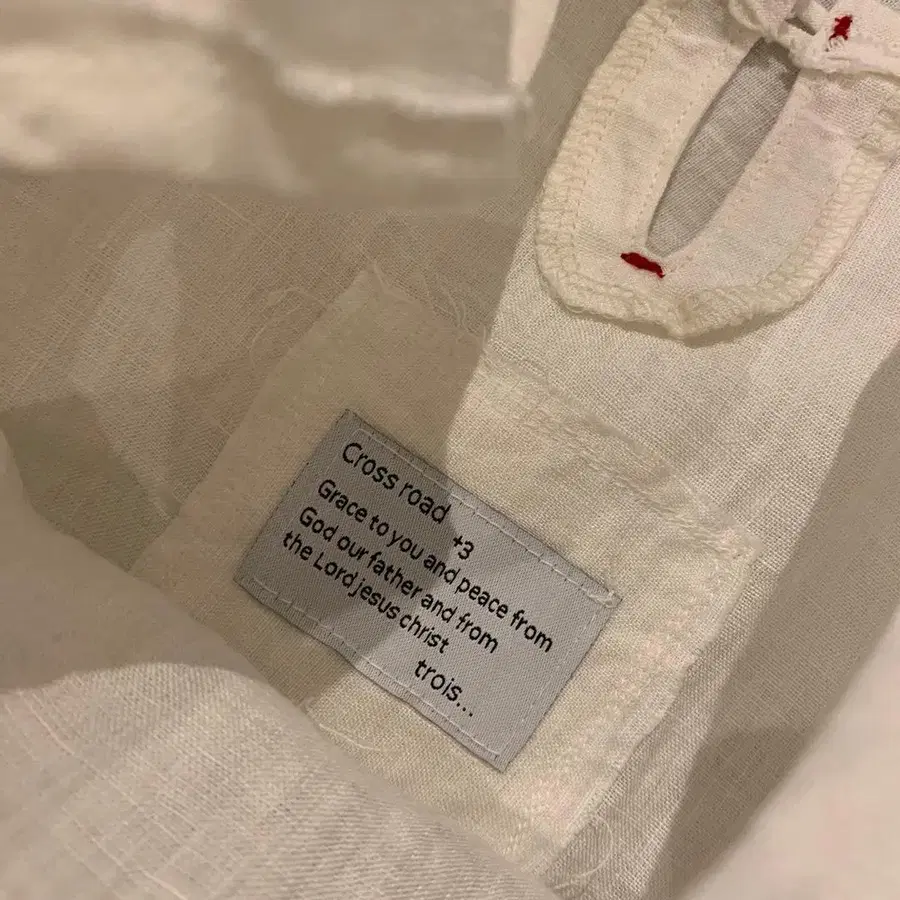 Cross road
+3
Grace to you and peace from
God our father and from
the Lord jesus christ
trois...